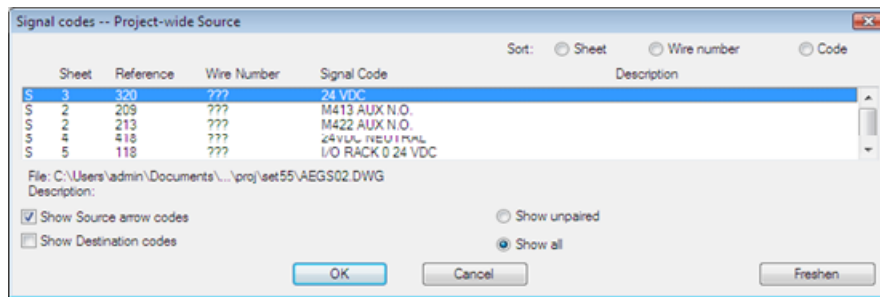 Signal codes -- Project-wide Source
Sort: Sheet Wire number Code
Sheet Reference Wire Number Signal Code Description
S 3 320 ??? 24 VDC
S 2 209 ??? M413 AUX N.O.
S 2 213 ??? M422 AUX N.O.
S 4 418 ??? 24VDC NEUTRAL
S 5 118 ??? I/O RACK 0 24 VDC
File: C:\Users\admin\Documents\...\proj\set55\AEGS02.DWG
Description:
Show Source arrow codes Show unpaired
Show Destination codes Show all
OK Cancel Freshen